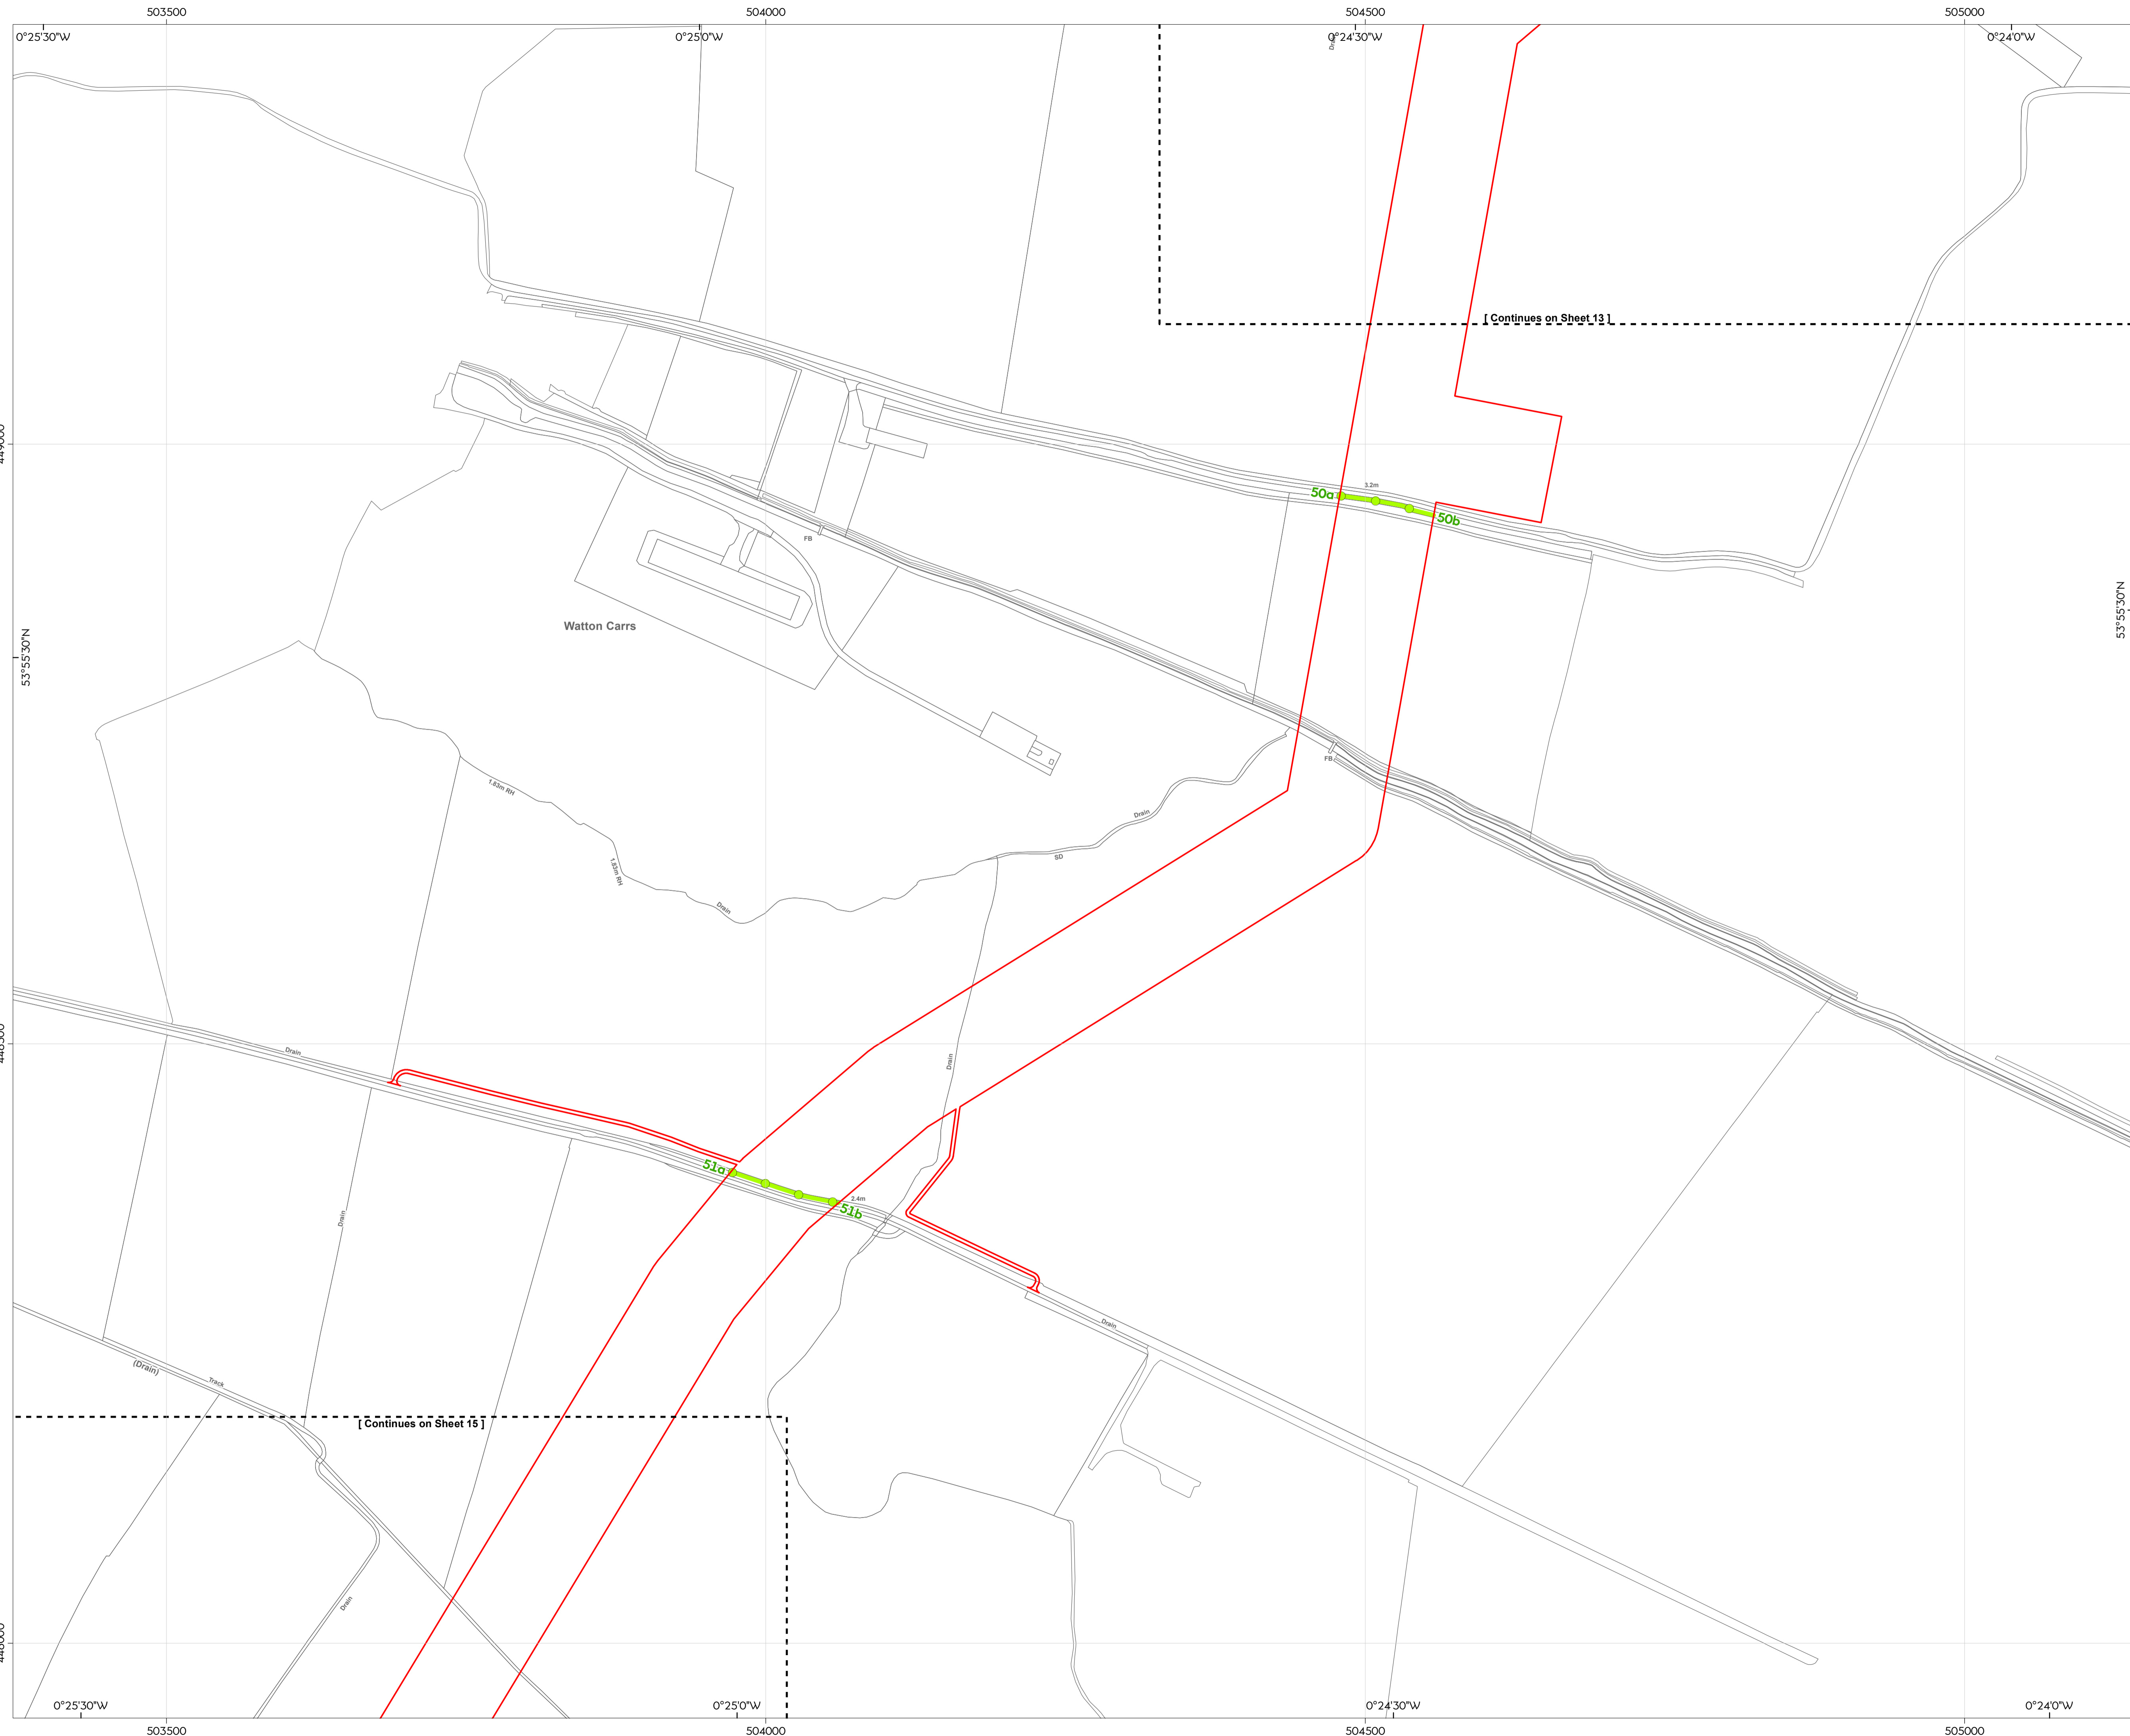 503500
504000
504500
505000
0°25'30"W
0°25'0"W
0°24'30"W
0°24'0"W
[ Continues on Sheet 13 ]
50a
3.2m
50b
FB
Watton Carrs
53°55'30"N
53°55'30"N
FB
1.83m RH
Drain
SD
1.83m RH
Drain
Drain
Drain
51a
2.4m
51b
Drain
Drain
(Drain)
Track
[ Continues on Sheet 15 ]
Drain
0°25'30"W
0°25'0"W
0°24'30"W
0°24'0"W
503500
504000
504500
505000